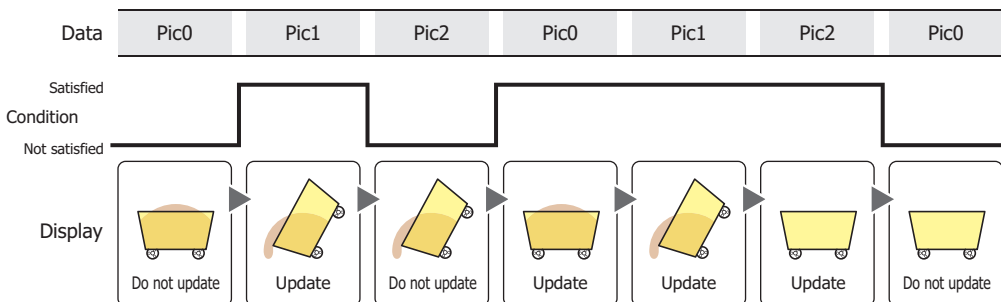 Data Pic0 Pic1 Pic2 Pic0 Pic1 Pic2 Pic0
Satisfied
Condition
Not satisfied
Display
Do not update Update Do not update Update Update Update Do not update